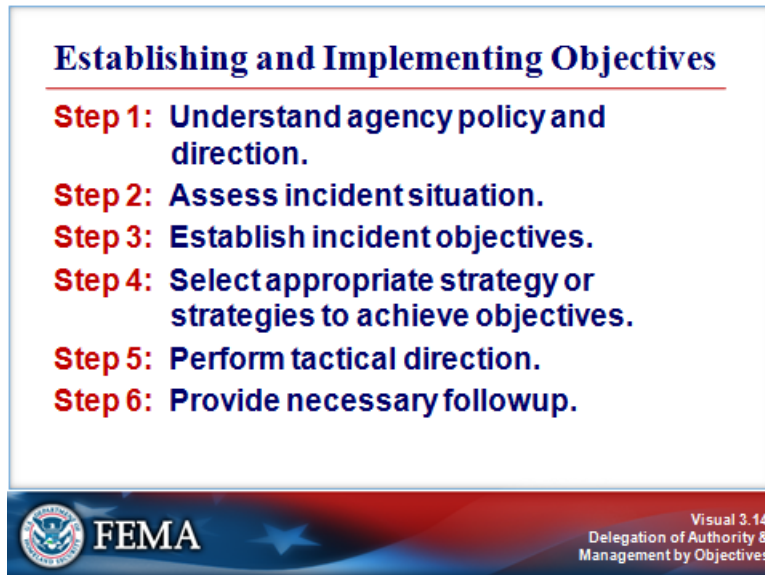 Establishing and Implementing Objectives
Step 1: Understand agency policy and
direction.
Step 2: Assess incident situation.
Step 3: Establish incident objectives.
Step 4: Select appropriate strategy or
strategies to achieve objectives.
Step 5: Perform tactical direction.
Step 6: Provide necessary followup.
FEMA
Visual 3.14
Delegation of Authority &
Management by Objectives